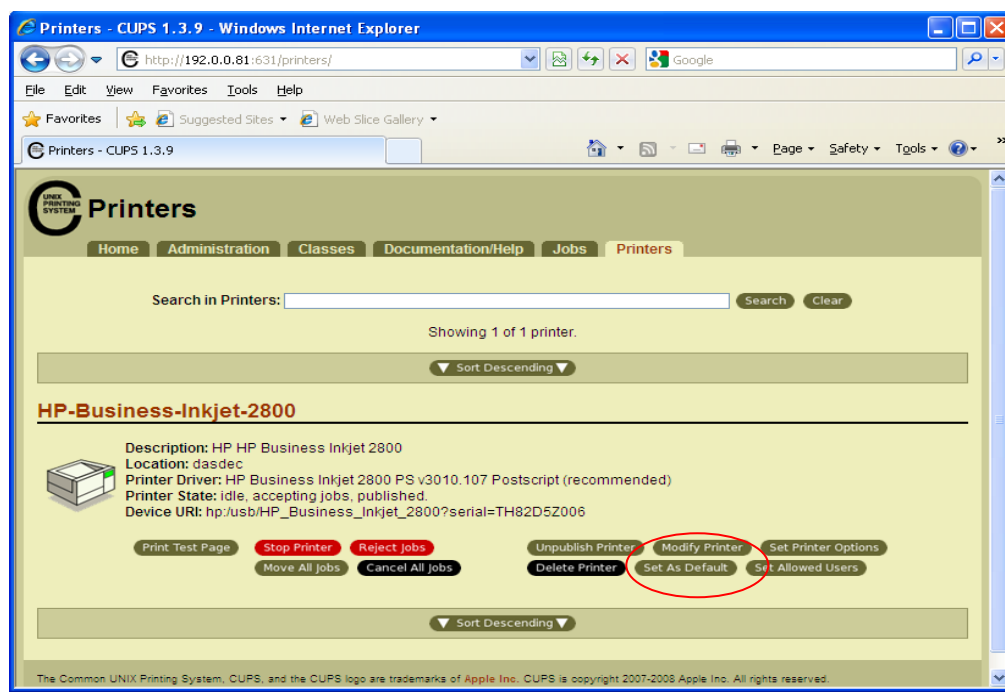 Printers - CUPS 1.3.9 - Windows Internet Explorer
http://192.0.0.81:631/printers/ Google
File Edit View Favorites Tools Help
Favorites Suggested Sites Web Slice Gallery
Printers - CUPS 1.3.9 Page Safety Tools
UNIX PRINTING SYSTEM Printers
Home Administration Classes Documentation/Help Jobs Printers
Search in Printers: Search Clear
Showing 1 of 1 printer.
Sort Descending
HP-Business-Inkjet-2800
Description: HP HP Business Inkjet 2800
Location: dasdec
Printer Driver: HP Business Inkjet 2800 PS v3010.107 Postscript (recommended)
Printer State: idle, accepting jobs, published.
Device URI: hp:/usb/HP_Business_Inkjet_2800?serial=TH82D5Z006
Print Test Page Stop Printer Reject Jobs Unpublish Printer Modify Printer Set Printer Options
Move All Jobs Cancel All Jobs Delete Printer Set As Default Set Allowed Users
Sort Descending
The Common UNIX Printing System, CUPS, and the CUPS logo are trademarks of Apple Inc. CUPS is copyright 2007-2008 Apple Inc. All rights reserved.